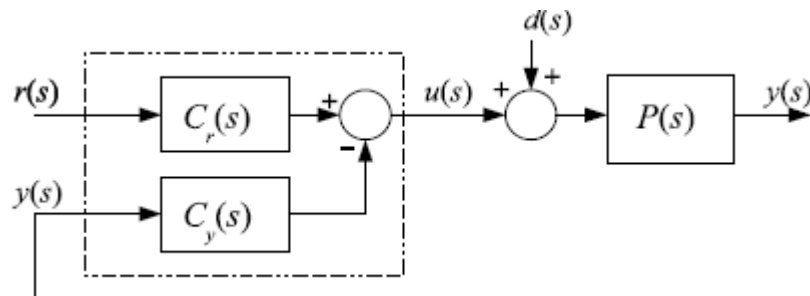 d(s)
r(s)
C_r(s)
+
-
u(s)
+
+
P(s)
y(s)
y(s)
C_y(s)